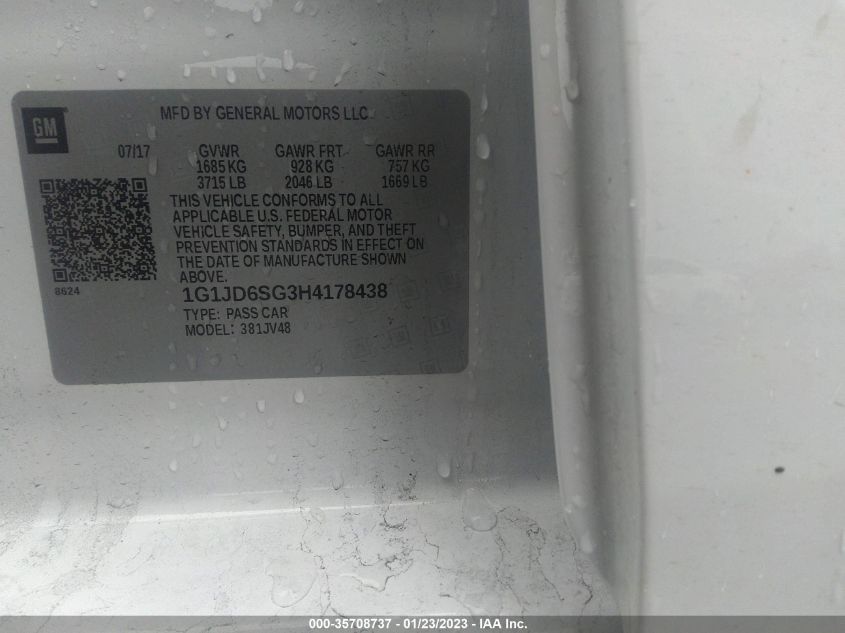 GM
MFD BY GENERAL MOTORS LLC
07/17 GVWR GAWR FRT GAWR RR
1685 KG 928 KG 757 KG
3715 LB 2046 LB 1669 LB
THIS VEHICLE CONFORMS TO ALL
APPLICABLE U.S. FEDERAL MOTOR
VEHICLE SAFETY, BUMPER, AND THEFT
PREVENTION STANDARDS IN EFFECT ON
THE DATE OF MANUFACTURE SHOWN
ABOVE.
8624
1G1JD6SG3H4178438
TYPE: PASS CAR
MODEL: 381JV48
000-35708737 - 01/23/2023 - IAA Inc.